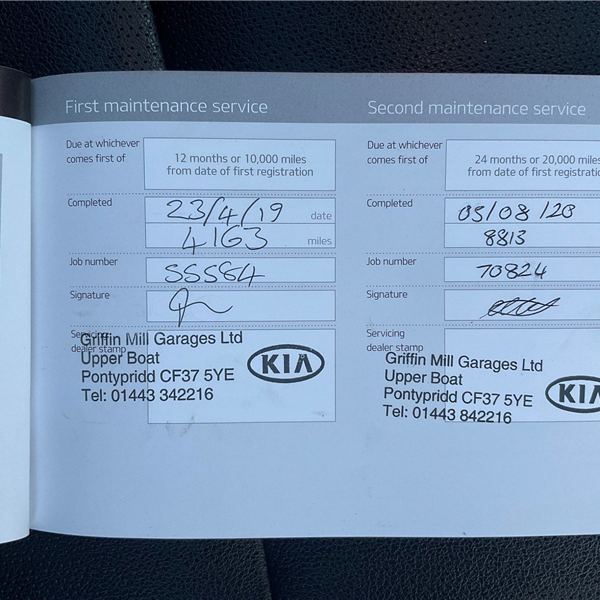 First maintenance service
Due at whichever
comes first of
12 months or 10,000 miles
from date of first registration
Completed
23/4/19 date
4163 miles
Job number
55584
Signature
Servicing
dealer stamp
Griffin Mill Garages Ltd
Upper Boat
Pontypridd CF37 5YE
Tel: 01443 342216
KIA
Second maintenance service
Due at whichever
comes first of
24 months or 20,000 miles
from date of first registratio
Completed
03/08/20
8813
Job number
70824
Signature
Servicing
dealer stamp
Griffin Mill Garages Ltd
Upper Boat
Pontypridd CF37 5YE
Tel: 01443 842216
KIA